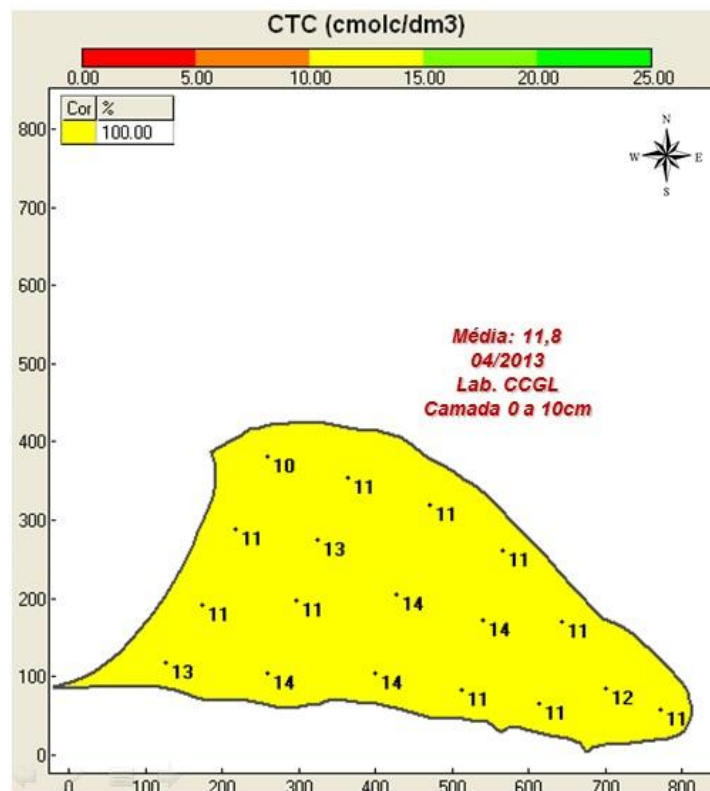 CTC (cmolc/dm3)
0.00 5.00 10.00 15.00 20.00 25.00
Cor %
100.00
N
W E
S
Média: 11,8
04/2013
Lab. CCGL
Camada 0 a 10cm
800
700
600
500
400
300
200
100
0
10
11
11
11
13
11
11
11
14
14
11
13
14
14
11
11
12
11
0 100 200 300 400 500 600 700 800